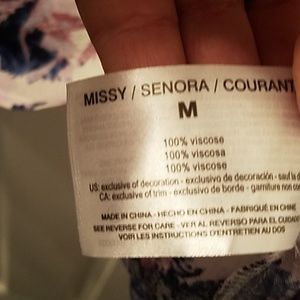 MISSY / SENORA / COURANT
M
100% viscose
100% viscosa
100% viscose
US: exclusive of decoration - exclusivo de decoración - sauf la d
CA: exclusive of trim - exclusivo de borde - garniture non co
MADE IN CHINA - HECHO EN CHINA - FABRIQUÉ EN CHINE
SEE REVERSE FOR CARE - VER AL REVERSO PARA EL CUIDADO
VOIR LES INSTRUCTIONS D'ENTRETIEN AU DOS